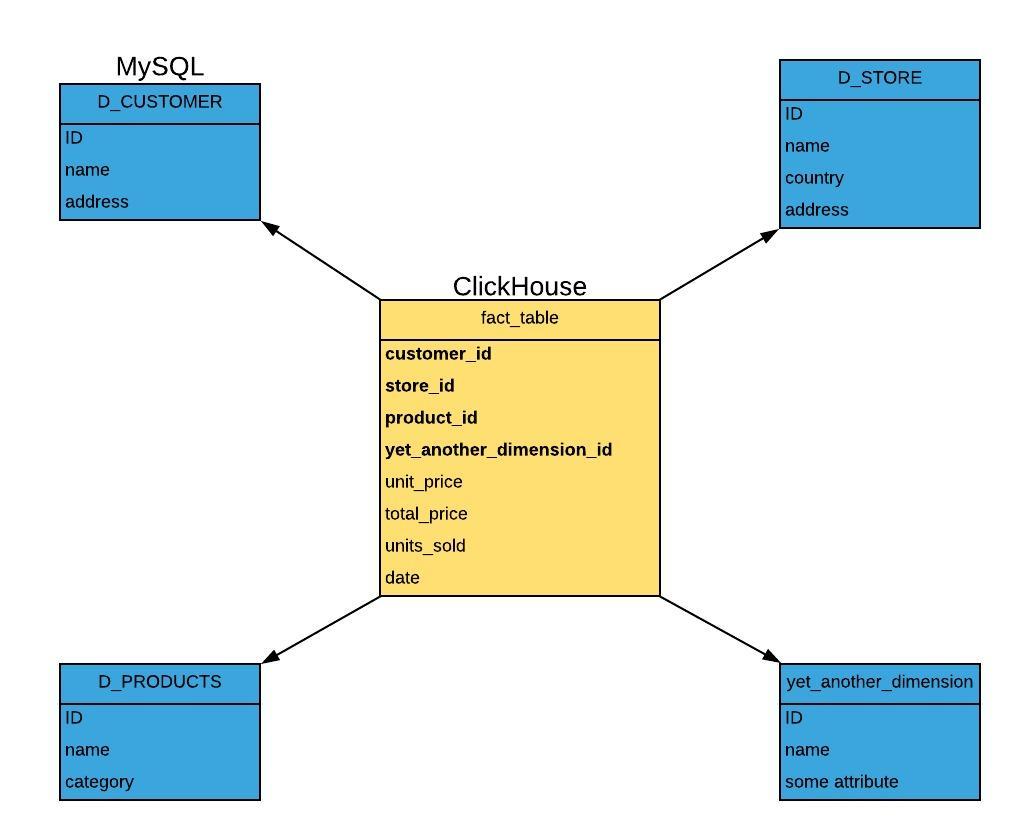 MySQL
D_CUSTOMER
ID
name
address
D_STORE
ID
name
country
address
ClickHouse
fact_table
customer_id
store_id
product_id
yet_another_dimension_id
unit_price
total_price
units_sold
date
D_PRODUCTS
ID
name
category
yet_another_dimension
ID
name
some attribute